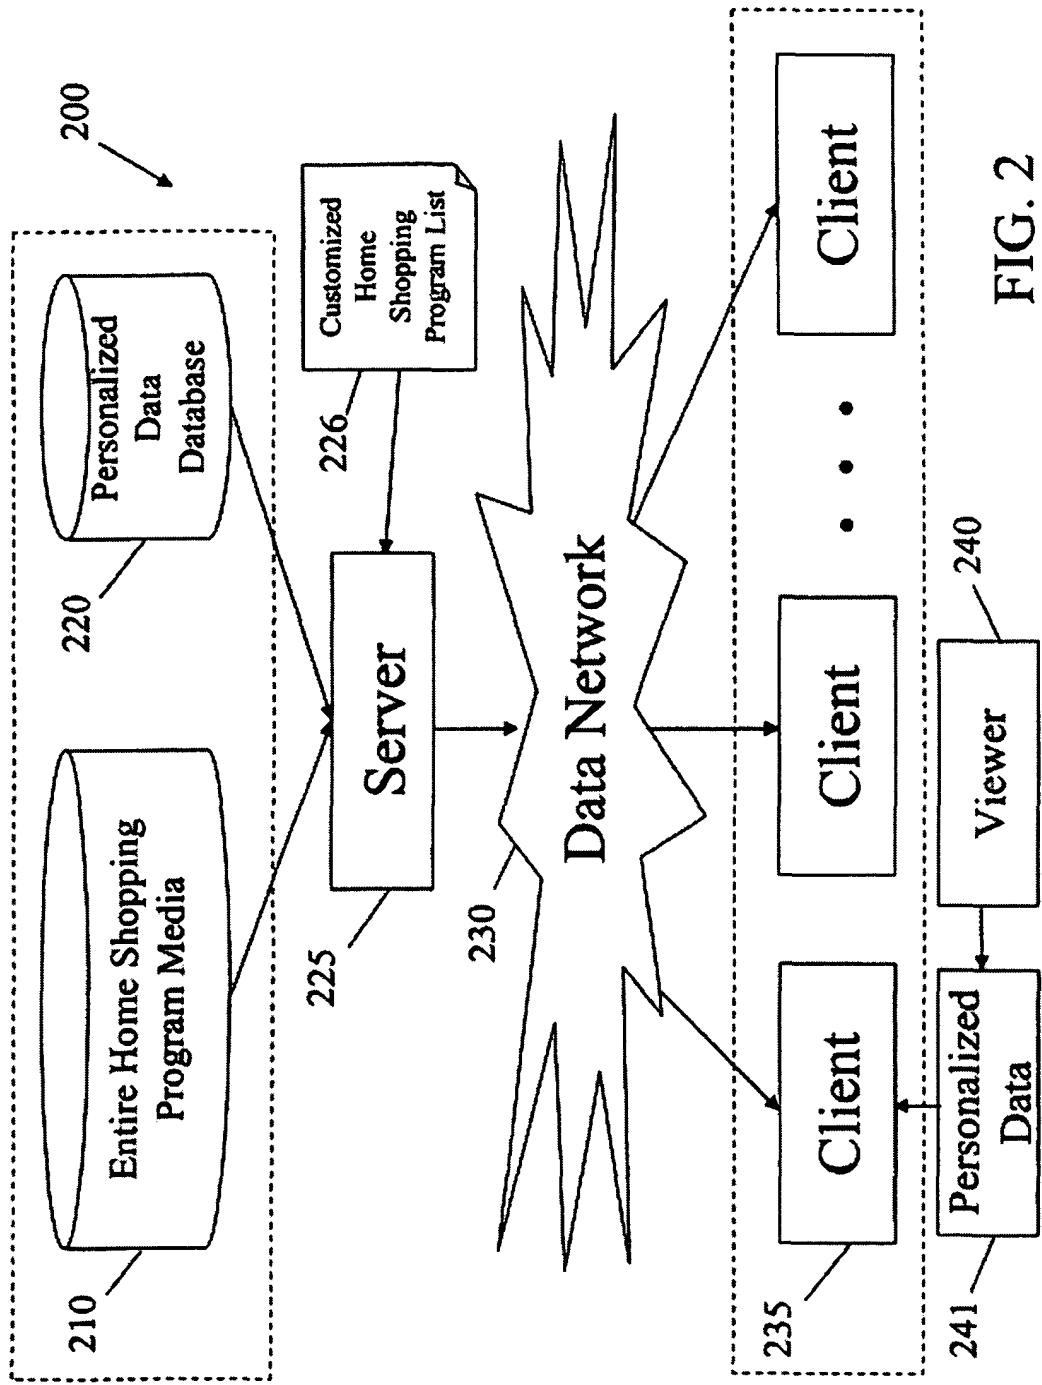 200
Entire Home Shopping
Program Media
210
Personalized
Data
Database
220
Server
225
Customized
Home
Shopping
Program List
226
Data Network
230
Client
235
Client
Client
Personalized
Data
241
Viewer
240
FIG. 2